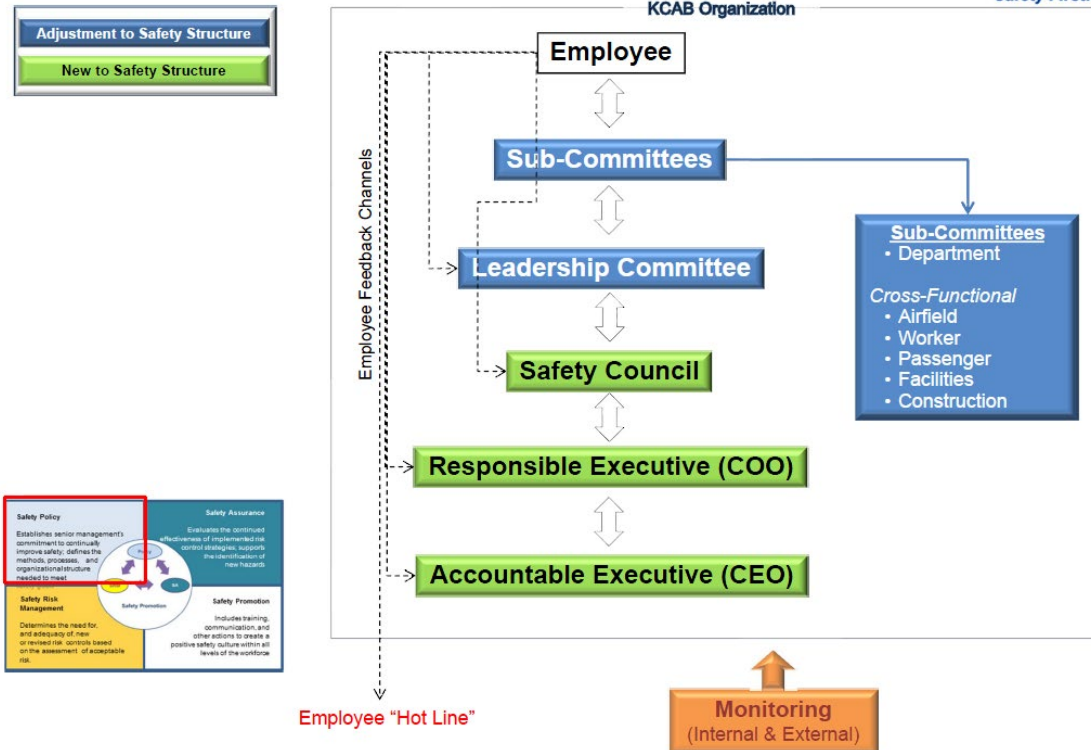 KCAB Organization
Adjustment to Safety Structure
New to Safety Structure
Employee
Sub-Committees
Leadership Committee
Safety Council
Responsible Executive (COO)
Accountable Executive (CEO)
Employee Feedback Channels
Sub-Committees
• Department
Cross-Functional
• Airfield
• Worker
• Passenger
• Facilities
• Construction
Safety Policy
Establishes senior management's
commitment to continually
improve safety; defines the
methods, processes, and
organizational structure
needed to meet
Safety Assurance
Evaluates the continued
effectiveness of implemented risk
control strategies; supports
the identification of
new hazards
Policy
SA
Safety Promotion
Safety Risk
Management
Determines the need for,
and adequacy of, new
or revised risk controls based
on the assessment of acceptable
risk.
Safety Promotion
Includes training,
communication, and
other actions to create a
positive safety culture within all
levels of the workforce
Employee “Hot Line”
Monitoring
(Internal & External)